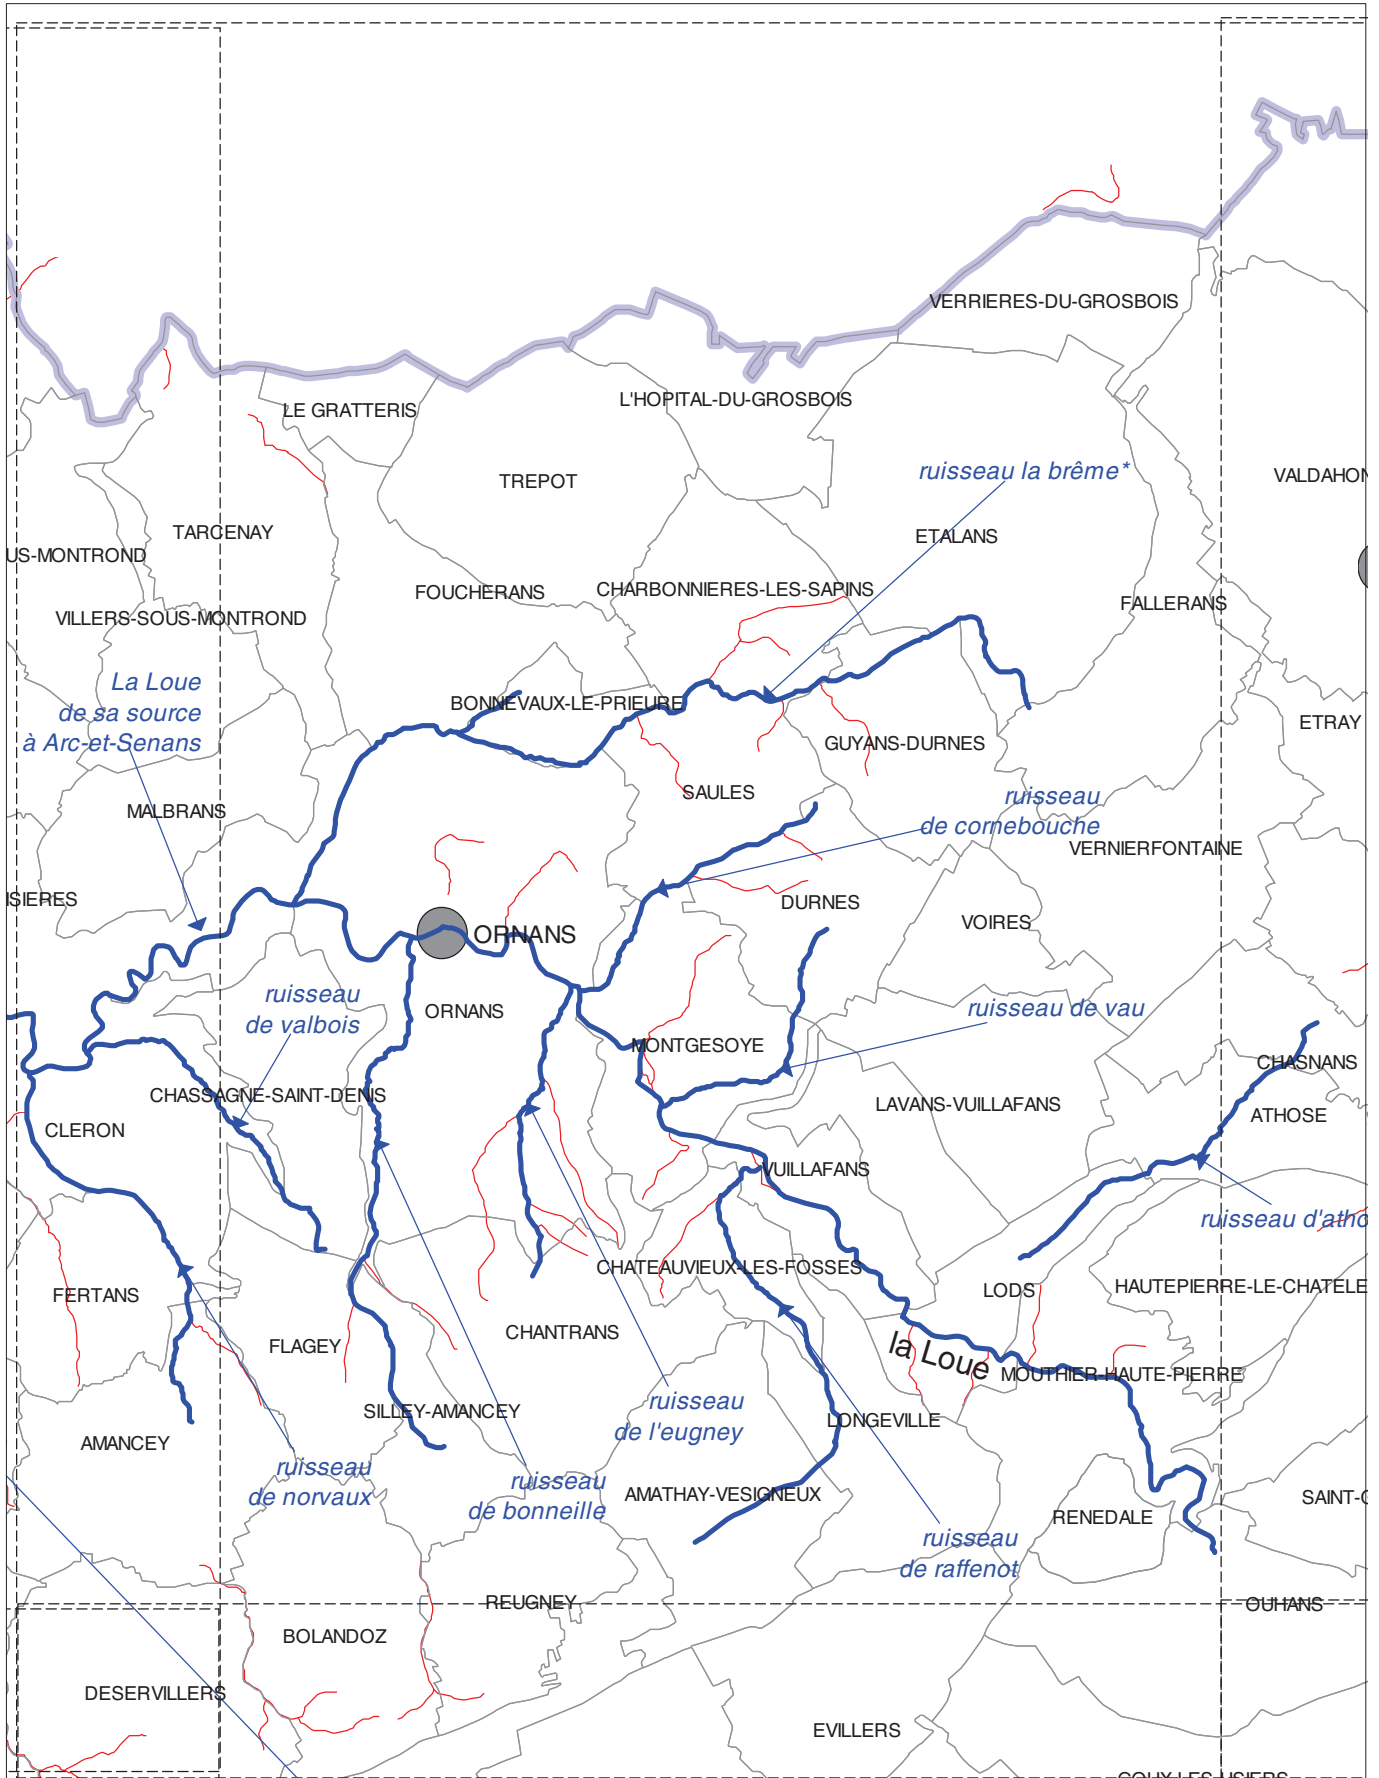 VERRIERES-DU-GROSBOIS
L'HOPITAL-DU-GROSBOIS
LE GRATTERIS
ruisseau la brême*
TREPOT
VALDAHON
TARCENAY
ETALANS
US-MONTROND
FOUCHERANS
CHARBONNIERES-LES-SAPINS
FALLERANS
VILLERS-SOUS-MONTROND
La Loue
de sa source
à Arc-et-Senans
BONNEVAUX-LE-PRIEURE
ETRAY
GUYANS-DURNES
SAULES
ruisseau
de cornebouche
MALBRANS
VERNIERFONTAINE
ISIERES
DURNES
VOIRES
ORNANS
ruisseau
de valbois
ORNANS
ruisseau de vau
MONTGESOYE
CHASNANS
CHASSAGNE-SAINT-DENIS
LAVANS-VUILLAFANS
ATHOSE
CLERON
VUILLAFANS
ruisseau d'atho
CHATEAUVIEUX-LES-FOSSES
LODS
HAUTEPIERRE-LE-CHATELE
FERTANS
CHANTRANS
FLAGEY
la Loue
MOUTHIER-HAUTE-PIERRE
ruisseau
de l'eugney
SILLEY-AMANCEY
LONGEVILLE
AMANCEY
ruisseau
de norvaux
ruisseau
de bonneille
AMATHAY-VESIGNEUX
SAINT-G
RENEDALE
ruisseau
de raffenot
REUGNEY
OUHANS
BOLANDOZ
DESERVILLERS
EVILLERS
GOUX-LES-USIERS